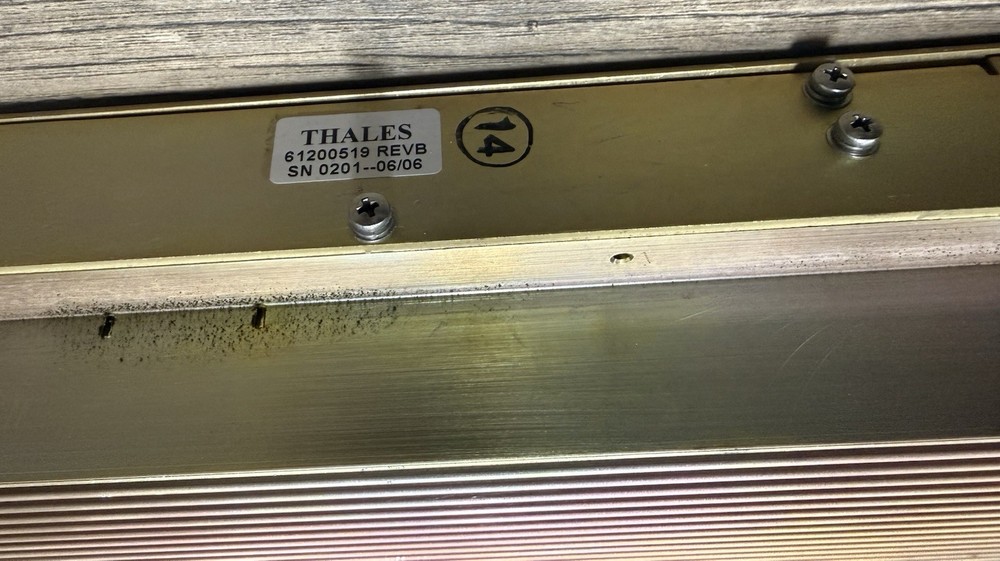 THALES
61200519 REVB
SN 0201--06/06
14